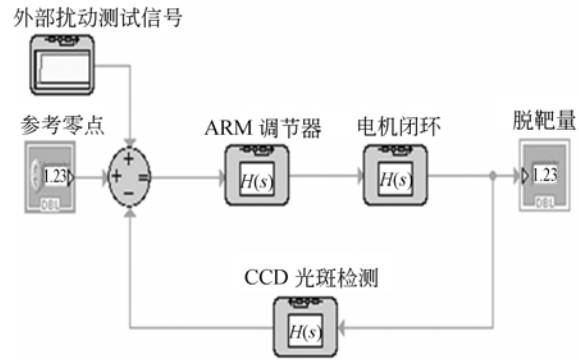 外部扰动测试信号
参考零点
ARM 调节器
电机闭环
脱靶量
1.23
DBL
+
+
=
−
H(s)
H(s)
1.23
DBL
CCD 光斑检测
H(s)